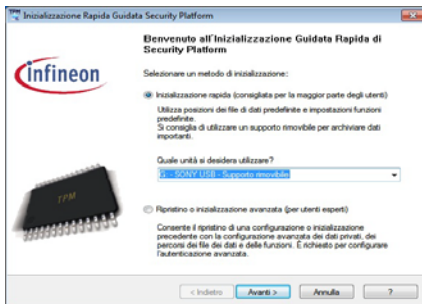 Inizializzazione Rapida Guidata Security Platform
Benvenuto all'Inizializzazione Guidata Rapida di
Security Platform
Infineon
Selezionare un metodo di inizializzazione:
Inizializzazione rapida (consigliata per la maggior parte degli utenti)
Utilizza posizioni dei file di dati predefinite e impostazioni funzioni
predefinite.
Si consiglia di utilizzare un supporto rimovibile per archiviare dati
importanti.
Quale unità si desidera utilizzare?
G: - SONY USB - Supporto rimovibile
TPM
Ripristino o inizializzazione avanzata (per utenti esperti)
Consente il ripristino di una configurazione o inizializzazione
precedente con la configurazione avanzata dei dati privati, dei
percorsi dei file dei dati e delle funzioni. È richiesto per configurare
l'autenticazione avanzata.
< Indietro
Avanti >
Annulla
?